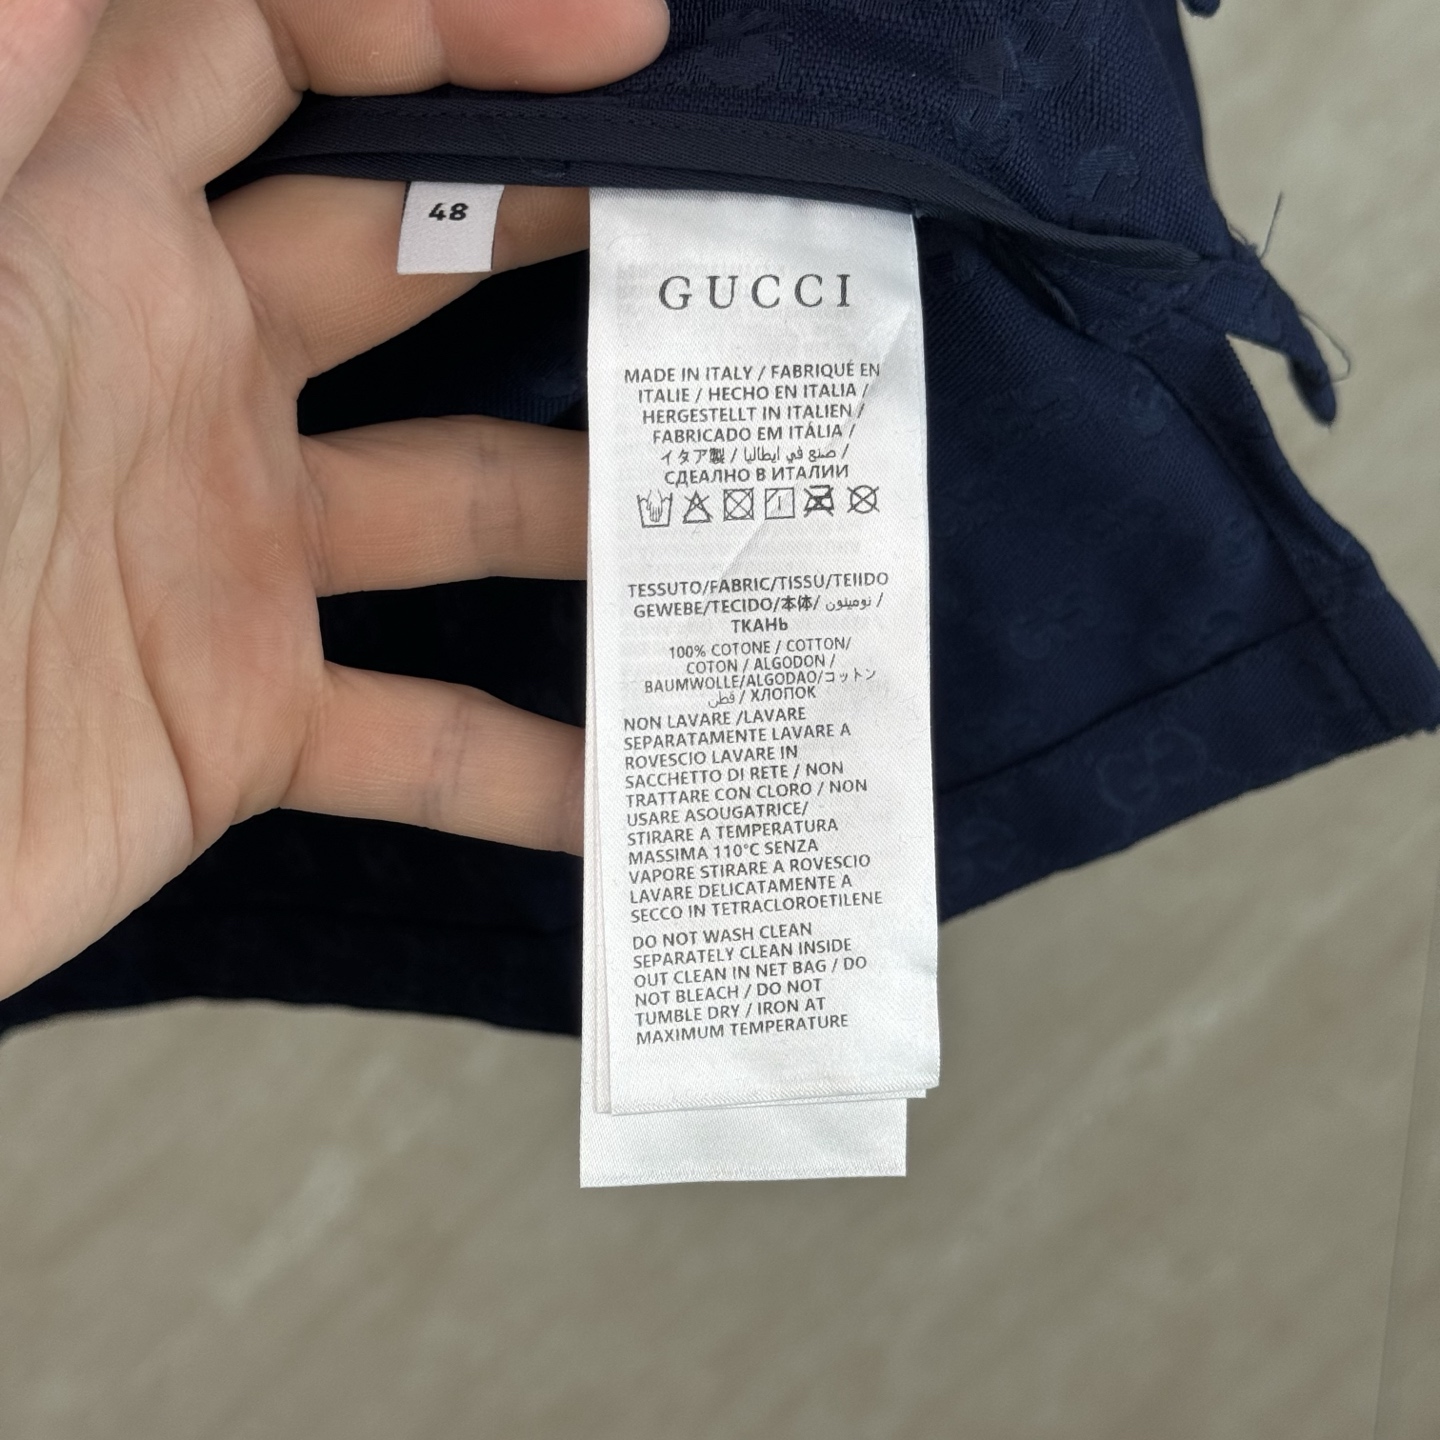 48
GUCCI
MADE IN ITALY / FABRIQUÉ EN
ITALIE / HECHO EN ITALIA /
HERGESTELLT IN ITALIEN /
FABRICADO EM ITÁLIA /
イタア製 / صنع في ايطاليا /
СДЕАЛНО В ИТАЛИИ
TESSUTO/FABRIC/TISSU/TEIIDO
GEWEBE/TECIDO/本体/ نومينون /
ТКАНЬ
100% COTONE / COTTON/
COTON / ALGODON /
BAUMWOLLE/ALGODAO/コットン
قطن / ХЛОПОК
NON LAVARE /LAVARE
SEPARATAMENTE LAVARE A
ROVESCIO LAVARE IN
SACCHETTO DI RETE / NON
TRATTARE CON CLORO / NON
USARE ASOUGATRICE/
STIRARE A TEMPERATURA
MASSIMA 110°C SENZA
VAPORE STIRARE A ROVESCIO
LAVARE DELICATAMENTE A
SECCO IN TETRACLOROETILENE
DO NOT WASH CLEAN
SEPARATELY CLEAN INSIDE
OUT CLEAN IN NET BAG / DO
NOT BLEACH / DO NOT
TUMBLE DRY / IRON AT
MAXIMUM TEMPERATURE